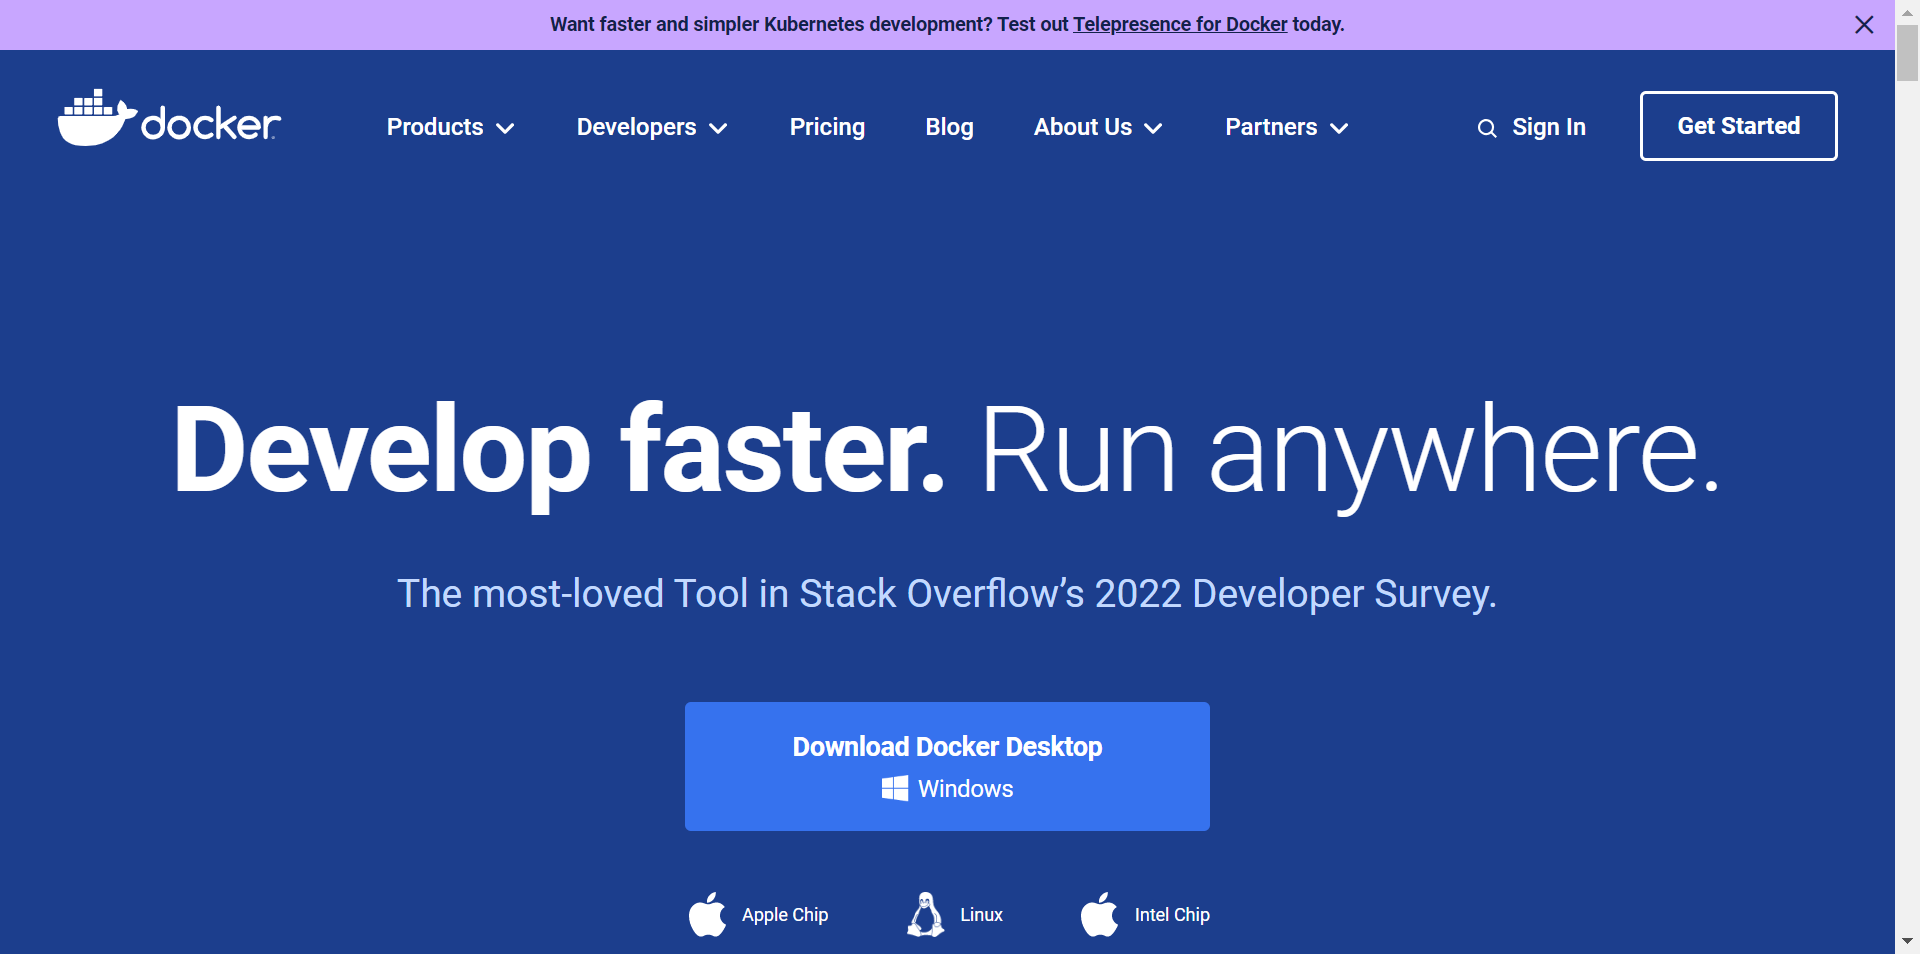 Want faster and simpler Kubernetes development? Test out Telepresence for Docker today.
docker
Products
Developers
Pricing
Blog
About Us
Partners
Sign In
Get Started
Develop faster. Run anywhere.
The most-loved Tool in Stack Overflow’s 2022 Developer Survey.
Download Docker Desktop
Windows
Apple Chip
Linux
Intel Chip